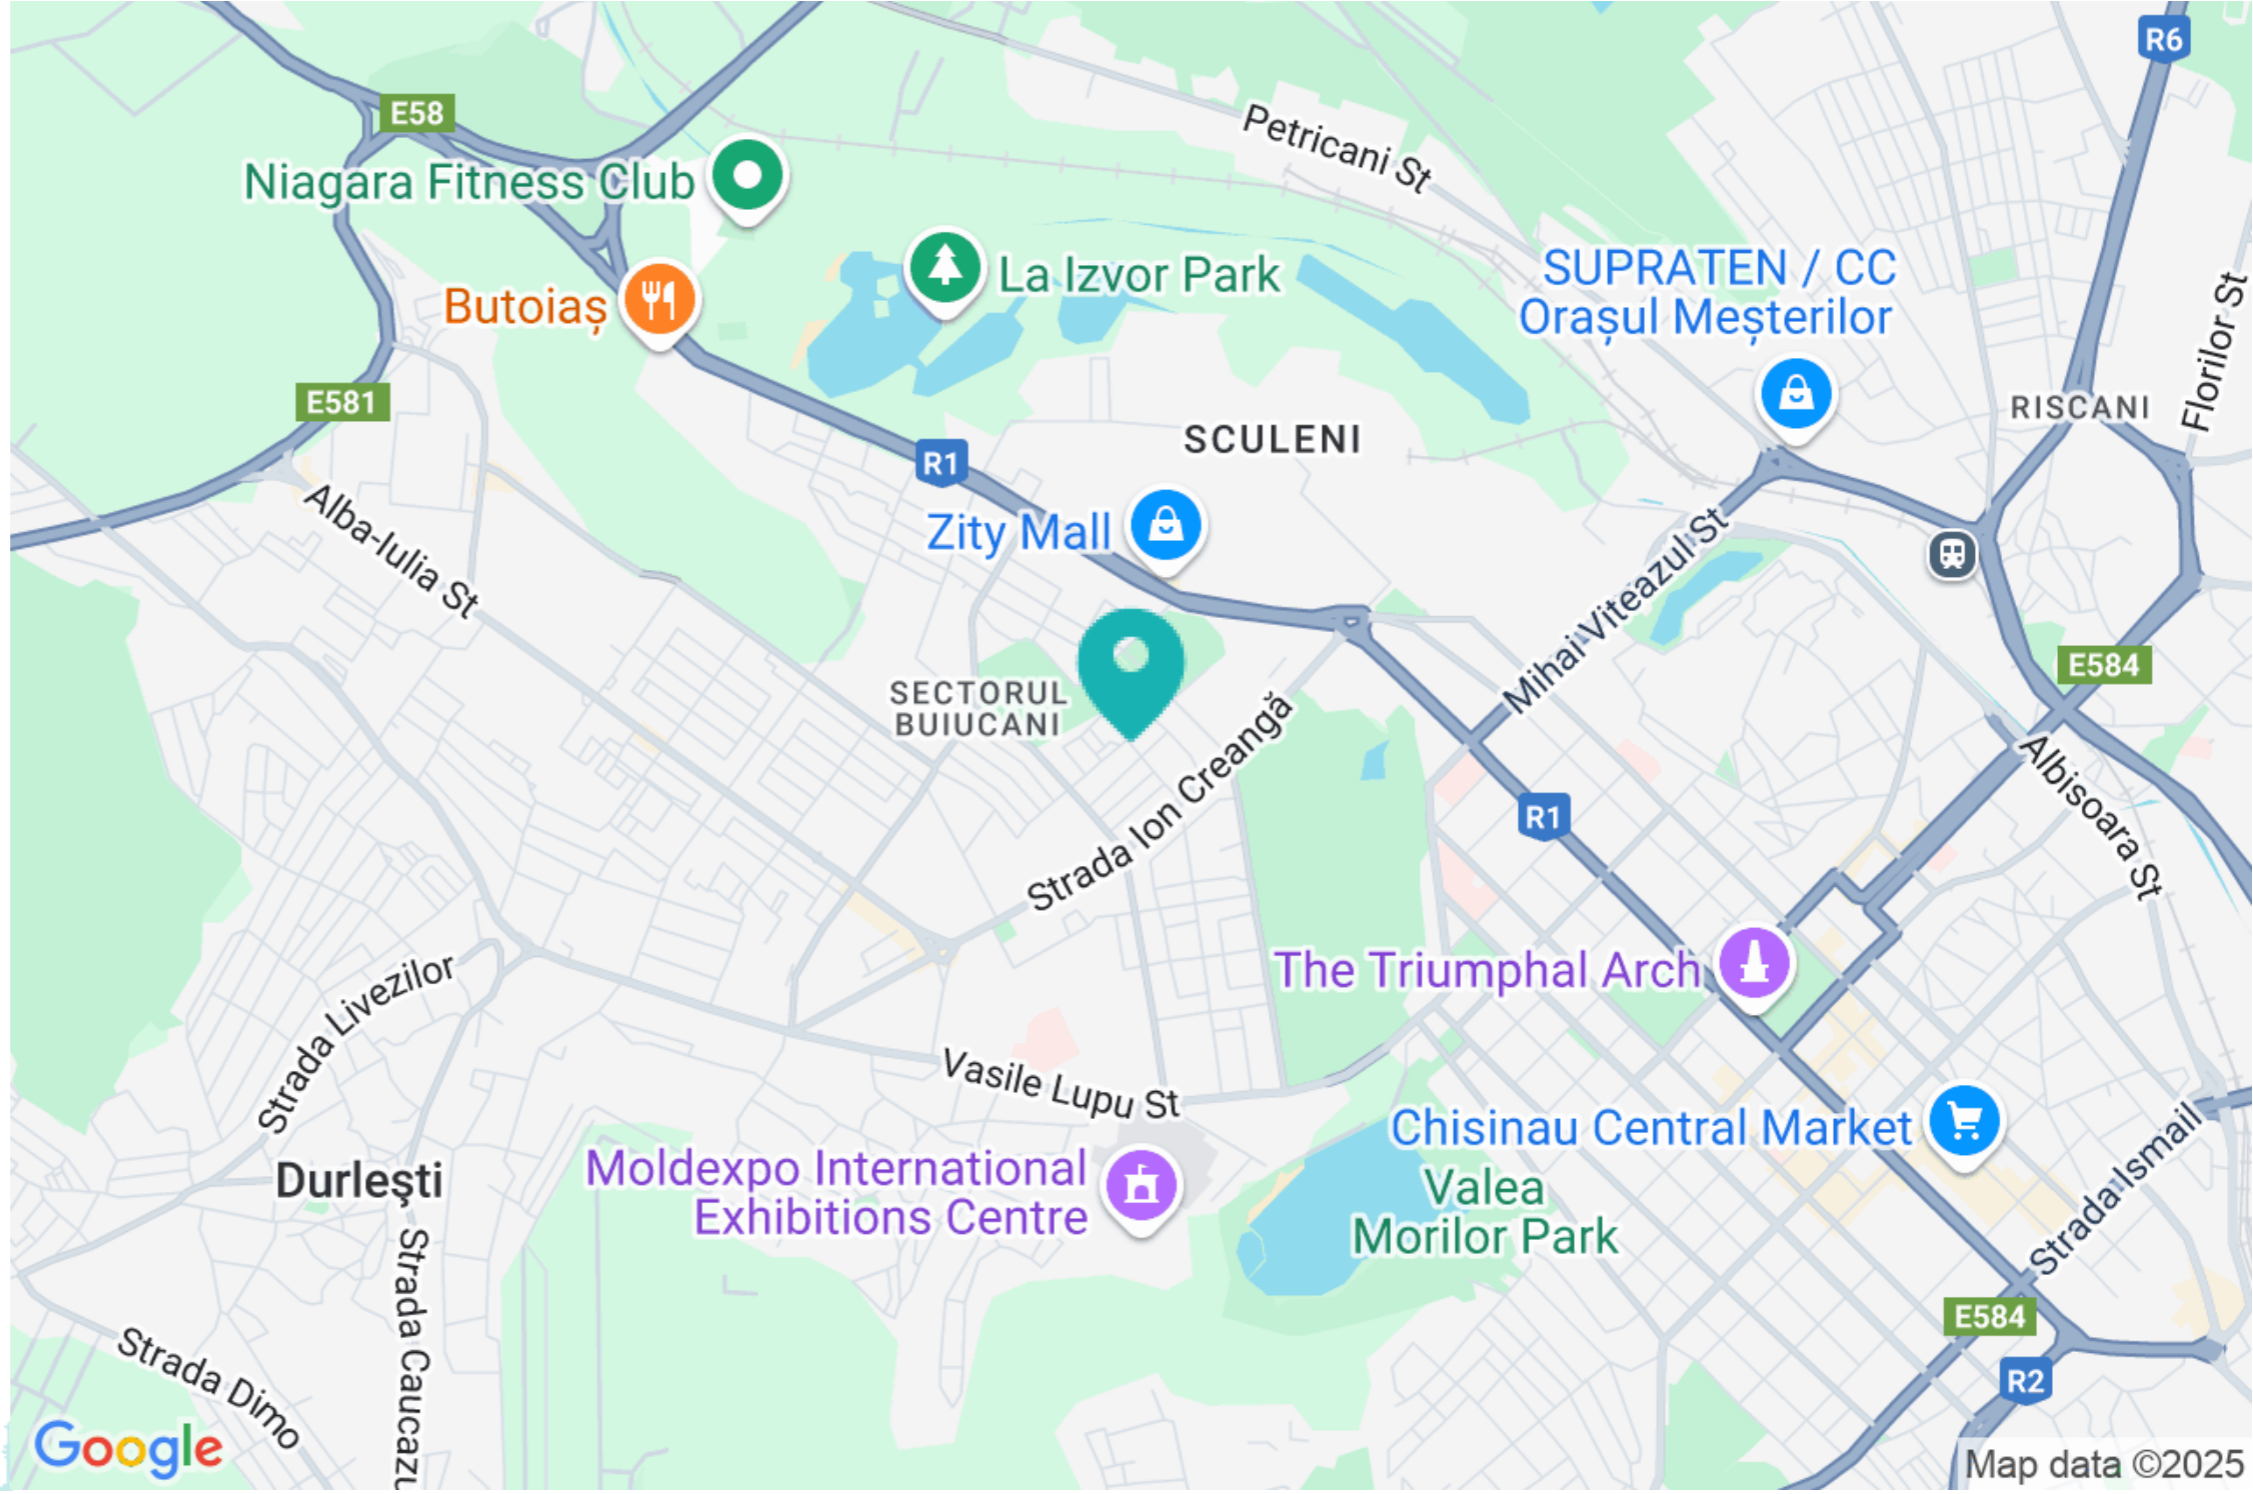 R6
E58
Petricani St
Niagara Fitness Club
La Izvor Park
SUPRATEN / CC
Orașul Meșterilor
Butoiaș
Florilor St
E581
RISCANI
SCULENI
R1
Zity Mall
Alba-Iulia St
Mihai Viteazul St
E584
SECTORUL
BUIUCANI
Strada Ion Creangă
R1
Albisoara St
The Triumphal Arch
Strada Livezilor
Vasile Lupu St
Chisinau Central Market
Durlești
Moldexpo International
Exhibitions Centre
Valea
Morilor Park
Strada Ismail
Strada Caucazu
E584
Strada Dimo
R2
Google
Map data ©2025